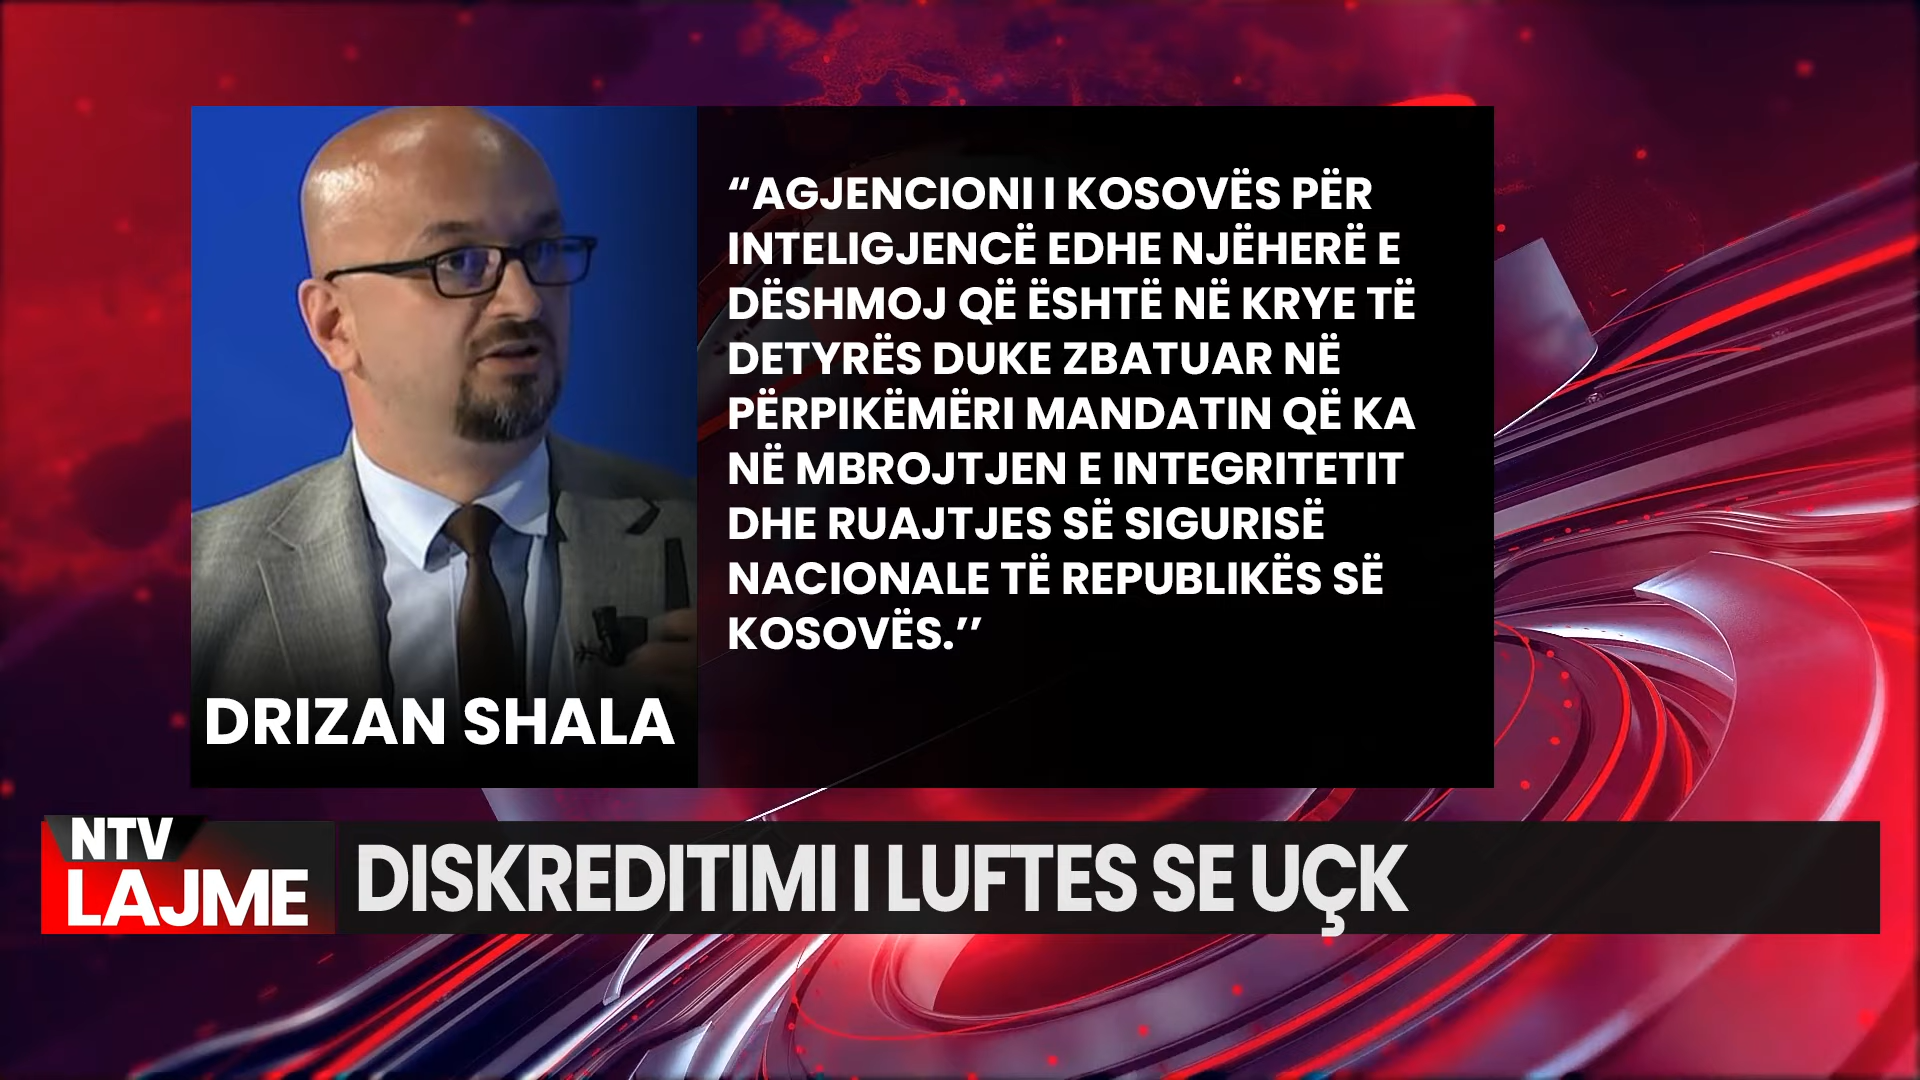 “AGJENCIONI I KOSOVËS PËR
INTELIGJENCË EDHE NJËHERË E
DËSHMOJ QË ËSHTË NË KRYE TË
DETYRËS DUKE ZBATUAR NË
PËRPIKËMËRI MANDATIN QË KA
NË MBROJTJEN E INTEGRITETIT
DHE RUAJTJES SË SIGURISË
NACIONALE TË REPUBLIKËS SË
KOSOVËS.’’
DRIZAN SHALA
NTV
LAJME
DISKREDITIMI I LUFTES SE UÇK